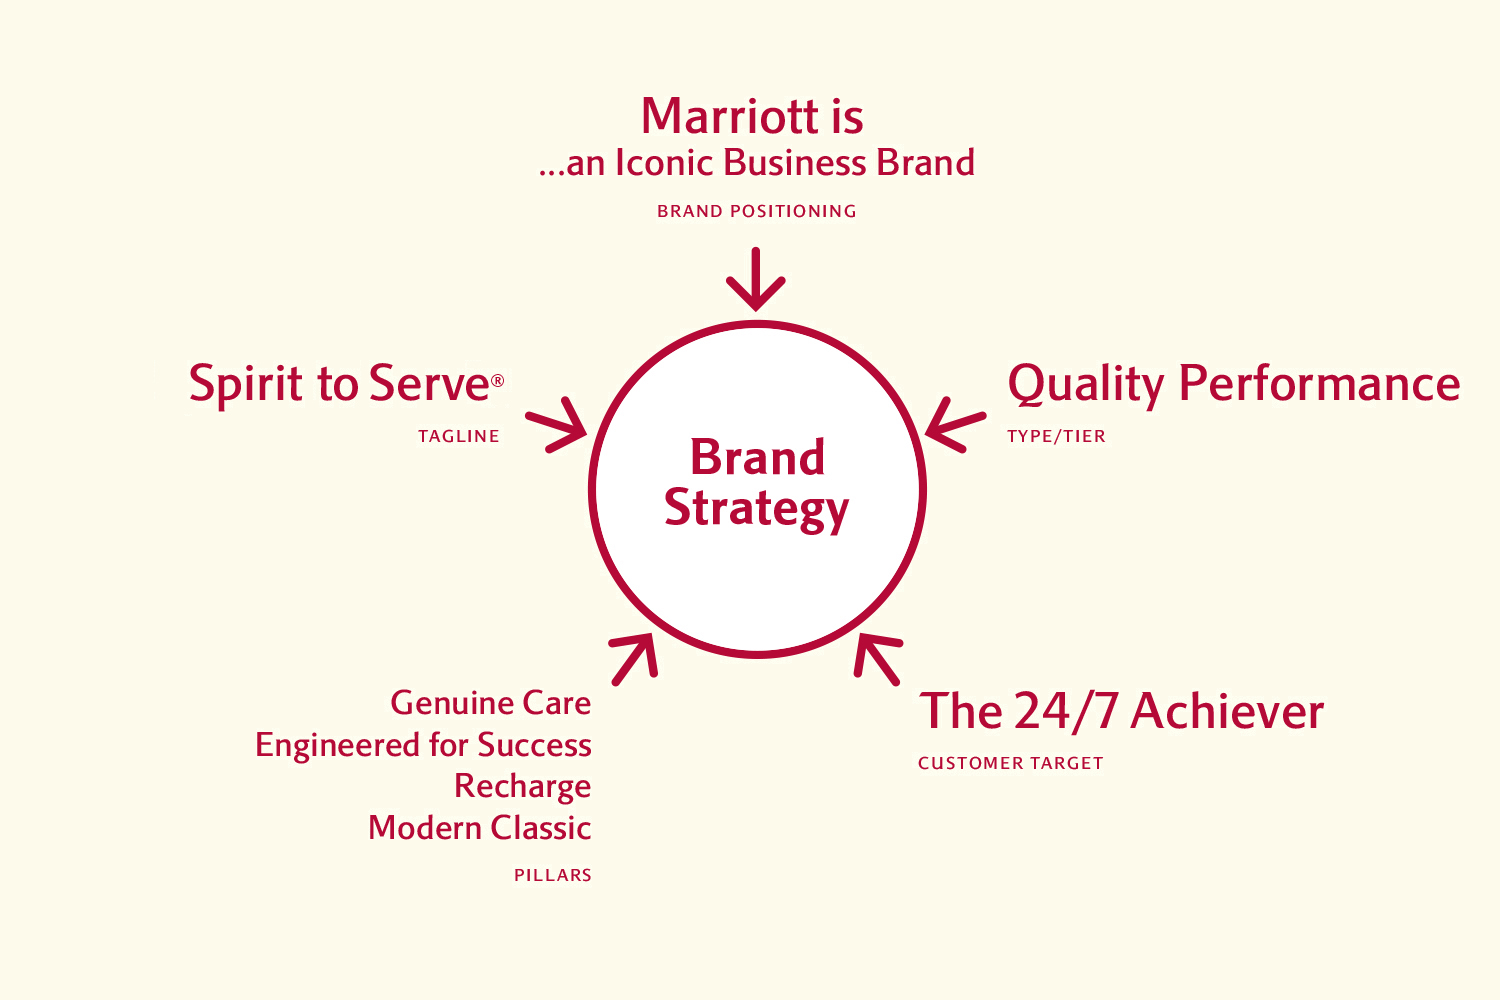 Marriott is
...an Iconic Business Brand
BRAND POSITIONING
Spirit to Serve®
TAGLINE
Quality Performance
TYPE/TIER
Brand
Strategy
Genuine Care
Engineered for Success
Recharge
Modern Classic
PILLARS
The 24/7 Achiever
CUSTOMER TARGET